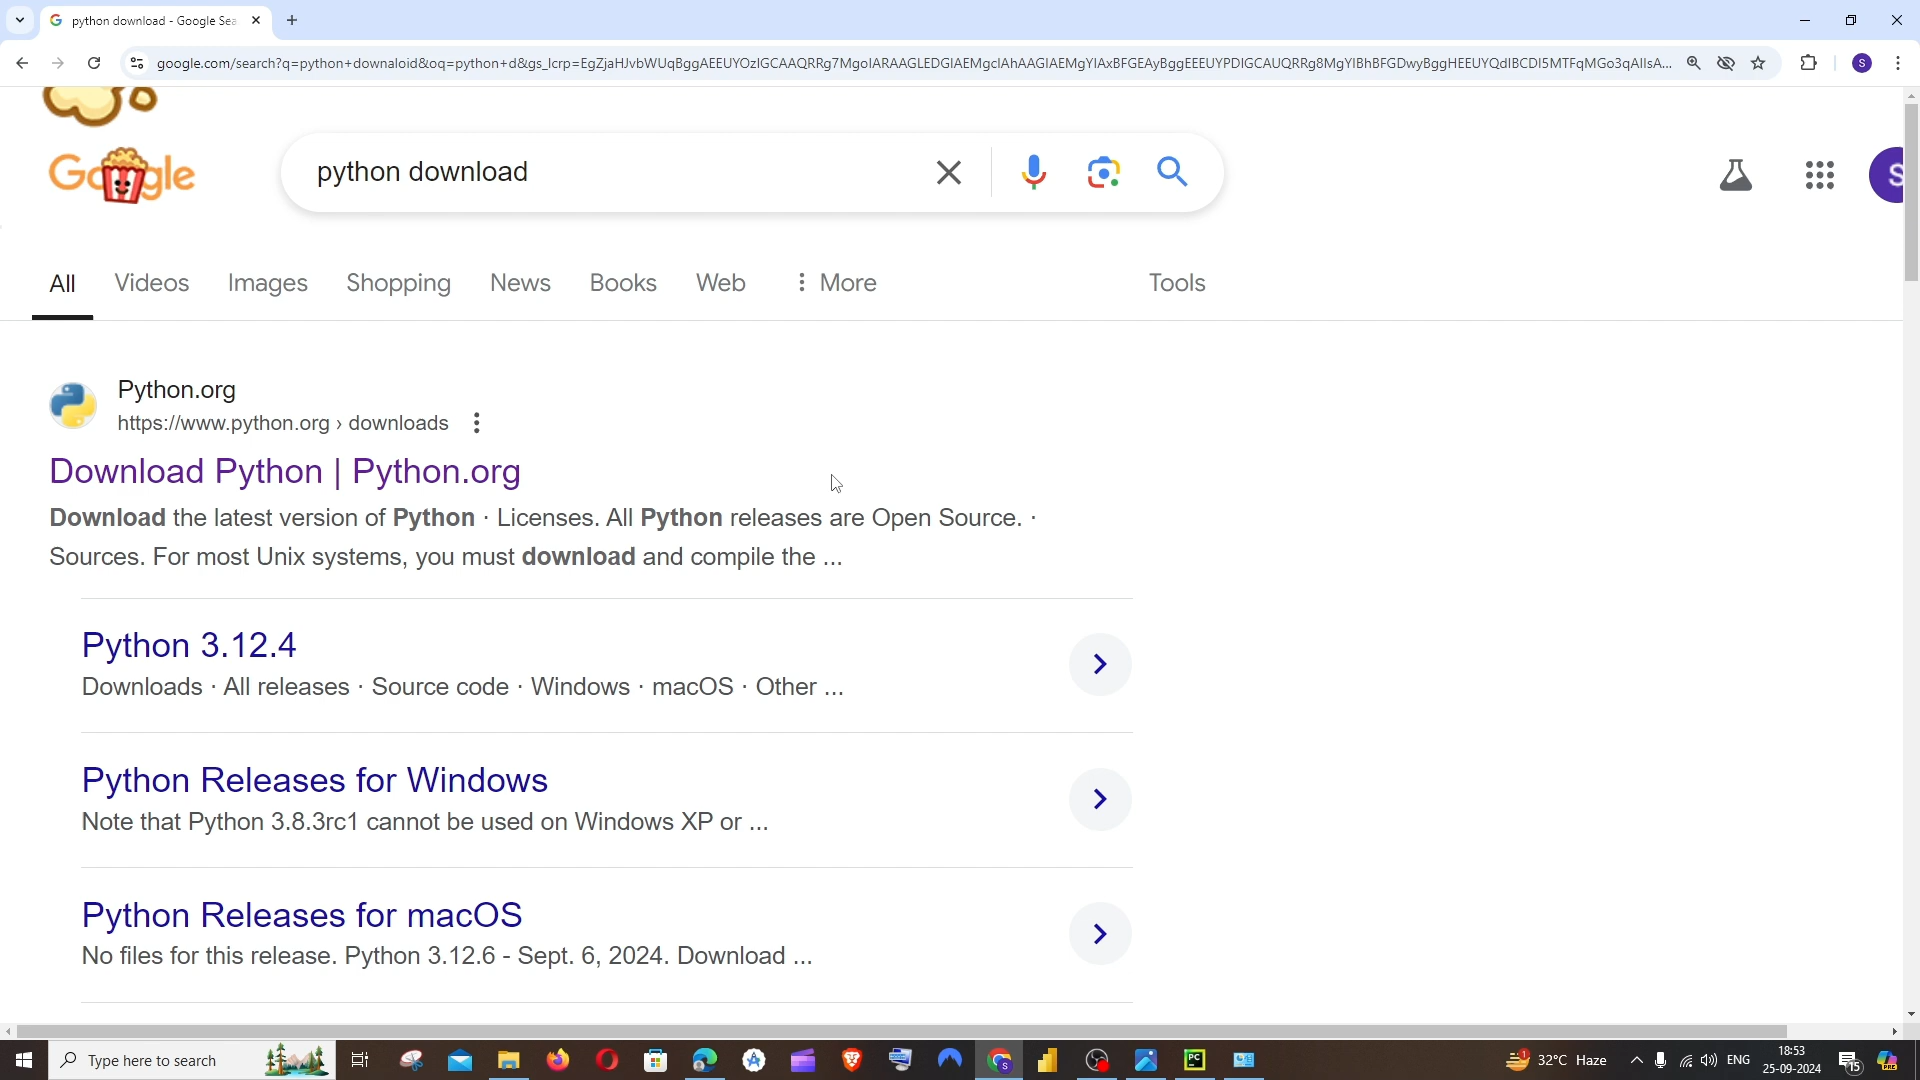 python download - Google Sea
google.com/search?q=python+downaloid&oq=python+d&gs_lcrp=EgZjaHJvbWUqBggAEEUYOzIGCAAQRRg7MgoIARAAGLEDGIAEMgcIAhAAGIAEMgYIAxBFGEAyBggEEEUYPDIGCAUQRRg8MgYIBhBFGDwyBggHEEUYQdIBCDI5MTFqMGo3qAIIsA...
S
Google
python download
S
All Videos Images Shopping News Books Web More Tools
Python.org
https://www.python.org › downloads
Download Python | Python.org
Download the latest version of Python · Licenses. All Python releases are Open Source. ·
Sources. For most Unix systems, you must download and compile the ...
Python 3.12.4
Downloads · All releases · Source code · Windows · macOS · Other ...
Python Releases for Windows
Note that Python 3.8.3rc1 cannot be used on Windows XP or ...
Python Releases for macOS
No files for this release. Python 3.12.6 - Sept. 6, 2024. Download ...
Type here to search
PC
1
32°C Haze
ENG
18:53
25-09-2024
15
PRE